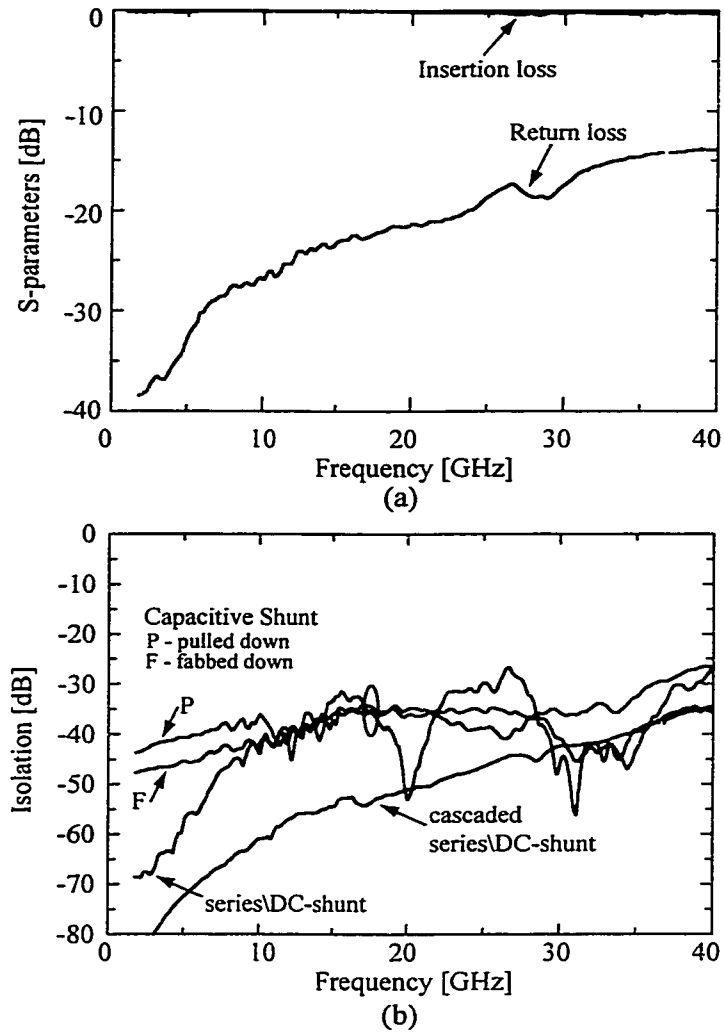 0
Insertion loss
-10
Return loss
-20
-30
-40
S-parameters [dB]
0
10
20
30
40
Frequency [GHz]
(a)
0
-10
Capacitive Shunt
-20
P - pulled down
F - fabbed down
-30
P
-40
-50
F
cascaded
-60
series\DC-shunt
-70
series\DC-shunt
-80
Isolation [dB]
0
10
20
30
40
Frequency [GHz]
(b)